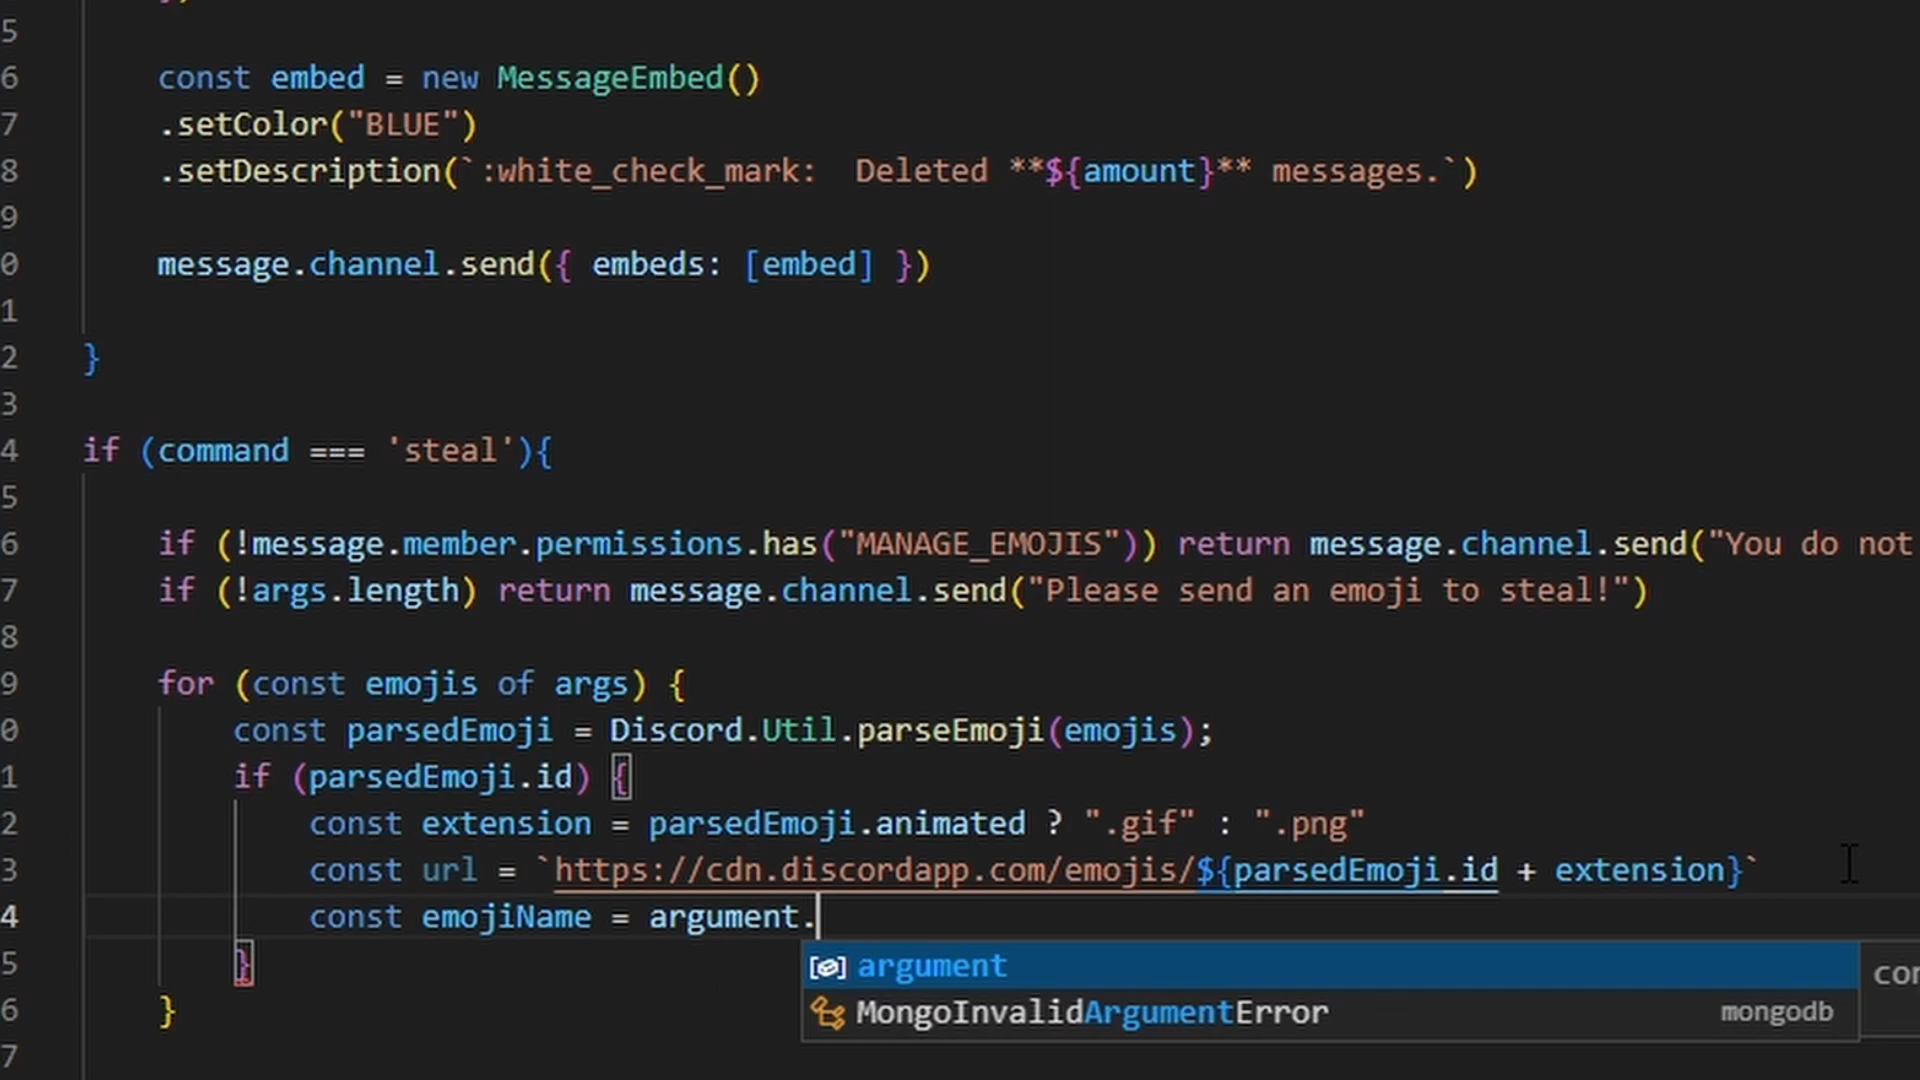 5
6 const embed = new MessageEmbed()
7 .setColor("BLUE")
8 .setDescription(`:white_check_mark:  Deleted **${amount}** messages.`)
9
0 message.channel.send({ embeds: [embed] })
1
2 }
3
4 if (command === 'steal'){
5
6 if (!message.member.permissions.has("MANAGE_EMOJIS")) return message.channel.send("You do not
7 if (!args.length) return message.channel.send("Please send an emoji to steal!")
8
9 for (const emojis of args) {
0 const parsedEmoji = Discord.Util.parseEmoji(emojis);
1 if (parsedEmoji.id) {
2 const extension = parsedEmoji.animated ? ".gif" : ".png"
3 const url = `https://cdn.discordapp.com/emojis/${parsedEmoji.id + extension}`
4 const emojiName = argument.
5 }
argument
6 }
MongoInvalidArgumentError mongodb
7